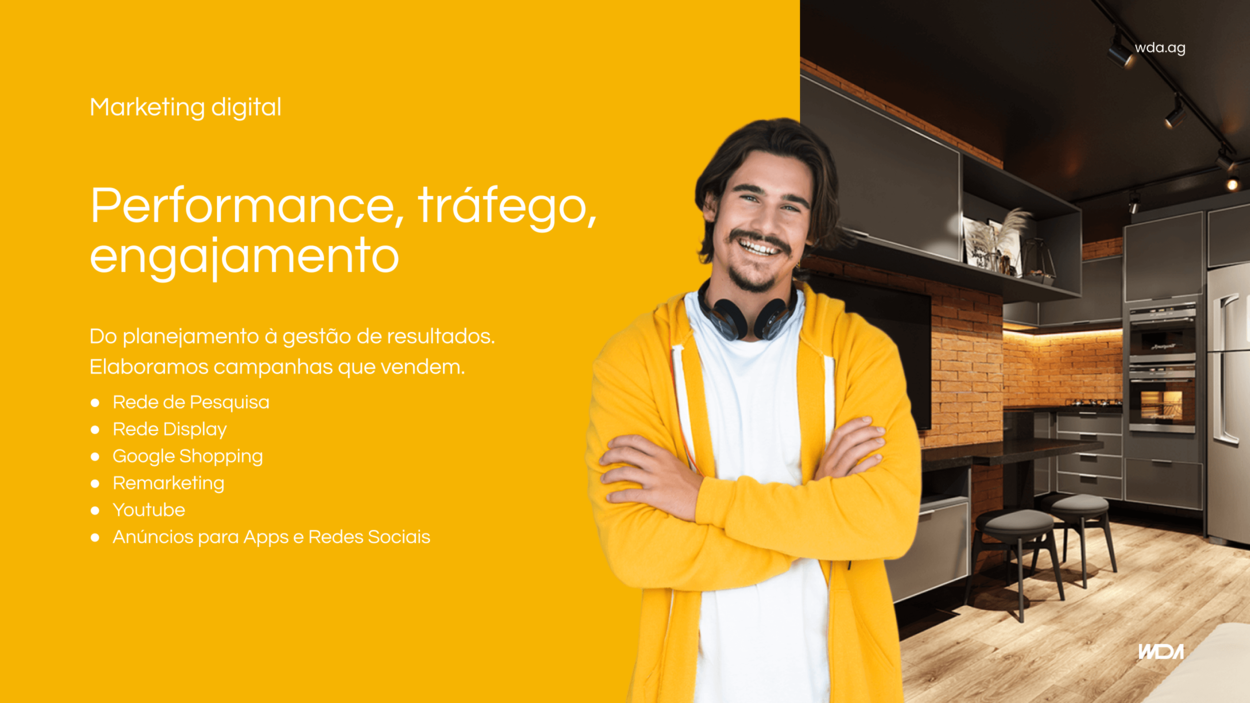 wda.ag
Marketing digital
Performance, tráfego,
engajamento
Do planejamento à gestão de resultados.
Elaboramos campanhas que vendem.
● Rede de Pesquisa
● Rede Display
● Google Shopping
● Remarketing
● Youtube
● Anúncios para Apps e Redes Sociais
WDA